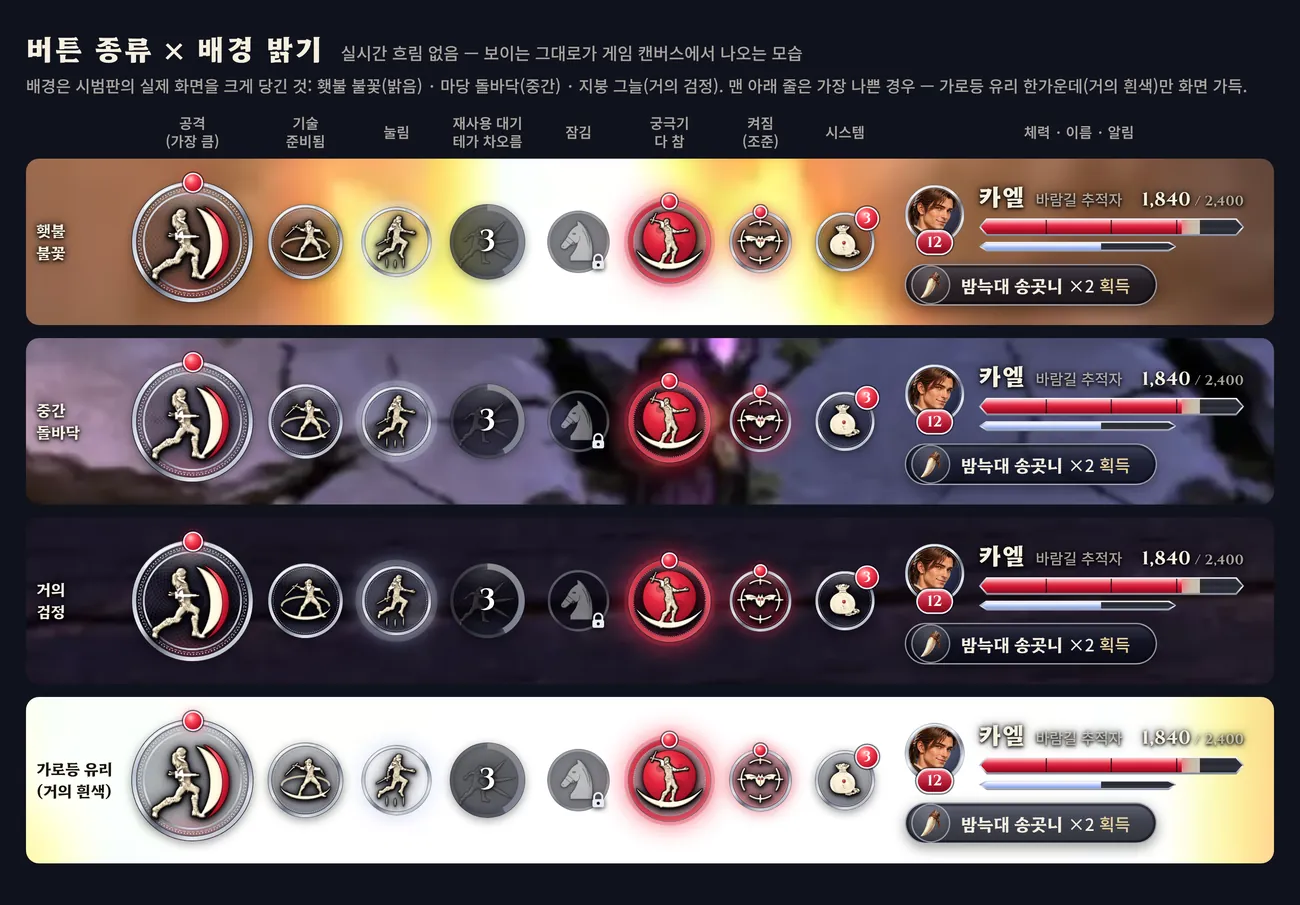 버튼 종류 × 배경 밝기 실시간 흐림 없음 — 보이는 그대로가 게임 캔버스에서 나오는 모습
배경은 시범판의 실제 화면을 크게 당긴 것: 횃불 불꽃(밝음) · 마당 돌바닥(중간) · 지붕 그늘(거의 검정). 맨 아래 줄은 가장 나쁜 경우 — 가로등 유리 한가운데(거의 흰색)만 화면 가득.
공격
(가장 큼)
기술
준비됨
눌림
재사용 대기
테가 차오름
잠김
궁극기
다 참
켜짐
(조준)
시스템
체력 · 이름 · 알림
횃불
불꽃
3
3
12
카엘 바람길 추적자 1,840 / 2,400
밤늑대 송곳니 ×2 획득
중간
돌바닥
3
3
12
카엘 바람길 추적자 1,840 / 2,400
밤늑대 송곳니 ×2 획득
거의
검정
3
3
12
카엘 바람길 추적자 1,840 / 2,400
밤늑대 송곳니 ×2 획득
가로등 유리
(거의 흰색)
3
3
12
카엘 바람길 추적자 1,840 / 2,400
밤늑대 송곳니 ×2 획득